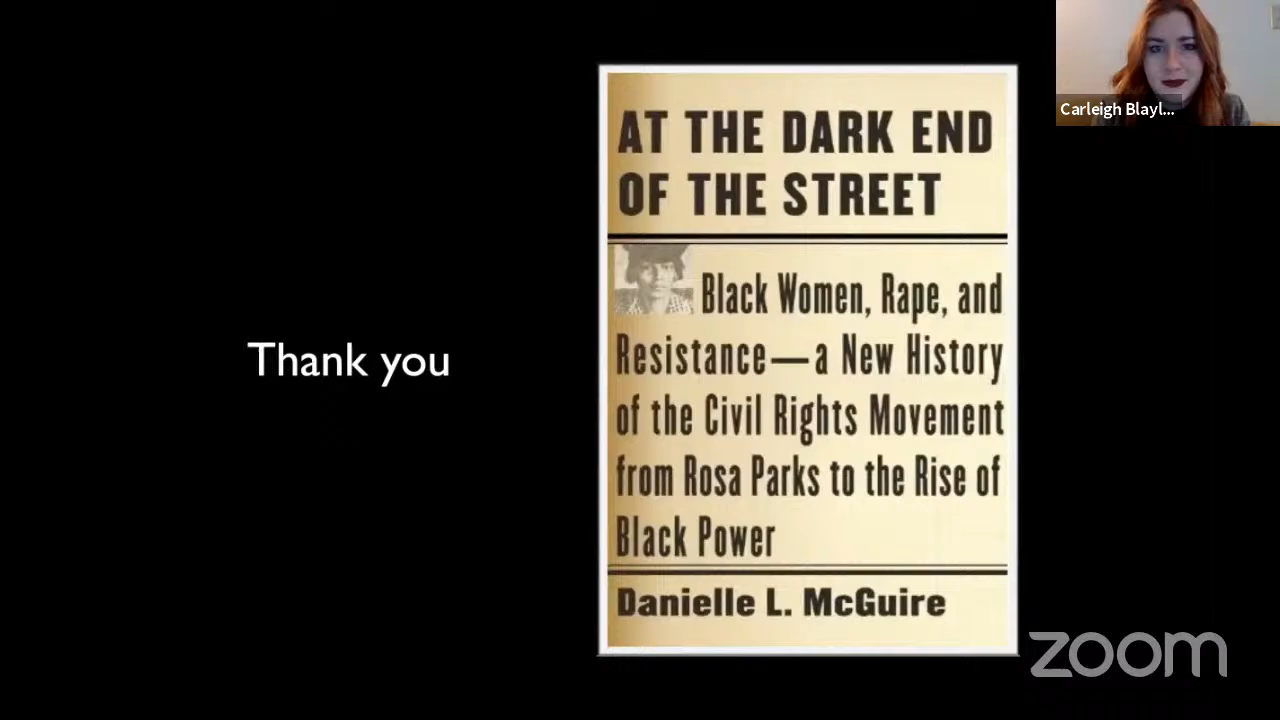 Carleigh Blayl...
AT THE DARK END
OF THE STREET
Black Women, Rape, and
Resistance—a New History
of the Civil Rights Movement
from Rosa Parks to the Rise of
Black Power
Danielle L. McGuire
Thank you
zoom